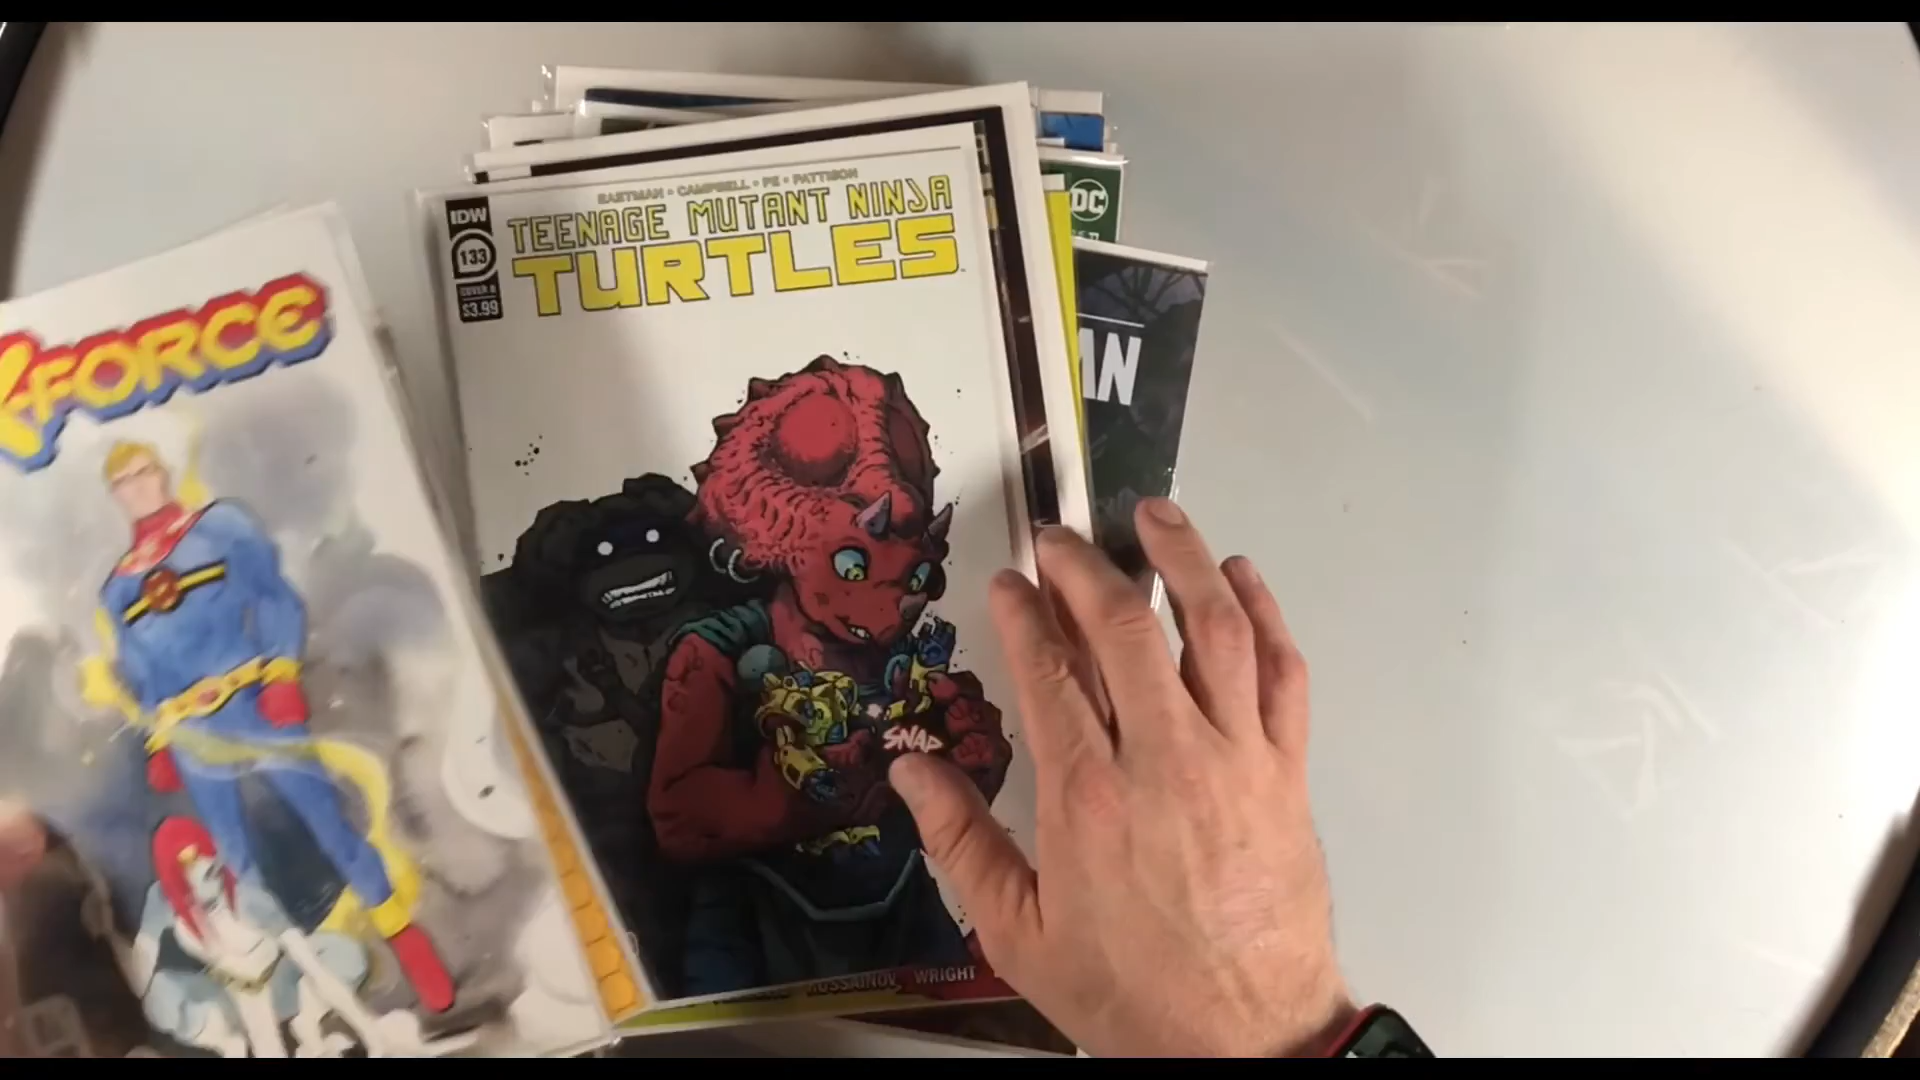 EASTMAN • CAMPBELL • PE • PATTISON
IDW
TEENAGE MUTANT NINJA
TURTLES
133
COVER B
$3.99
DC
-FORCE
AN
SNAP
WRIGHT